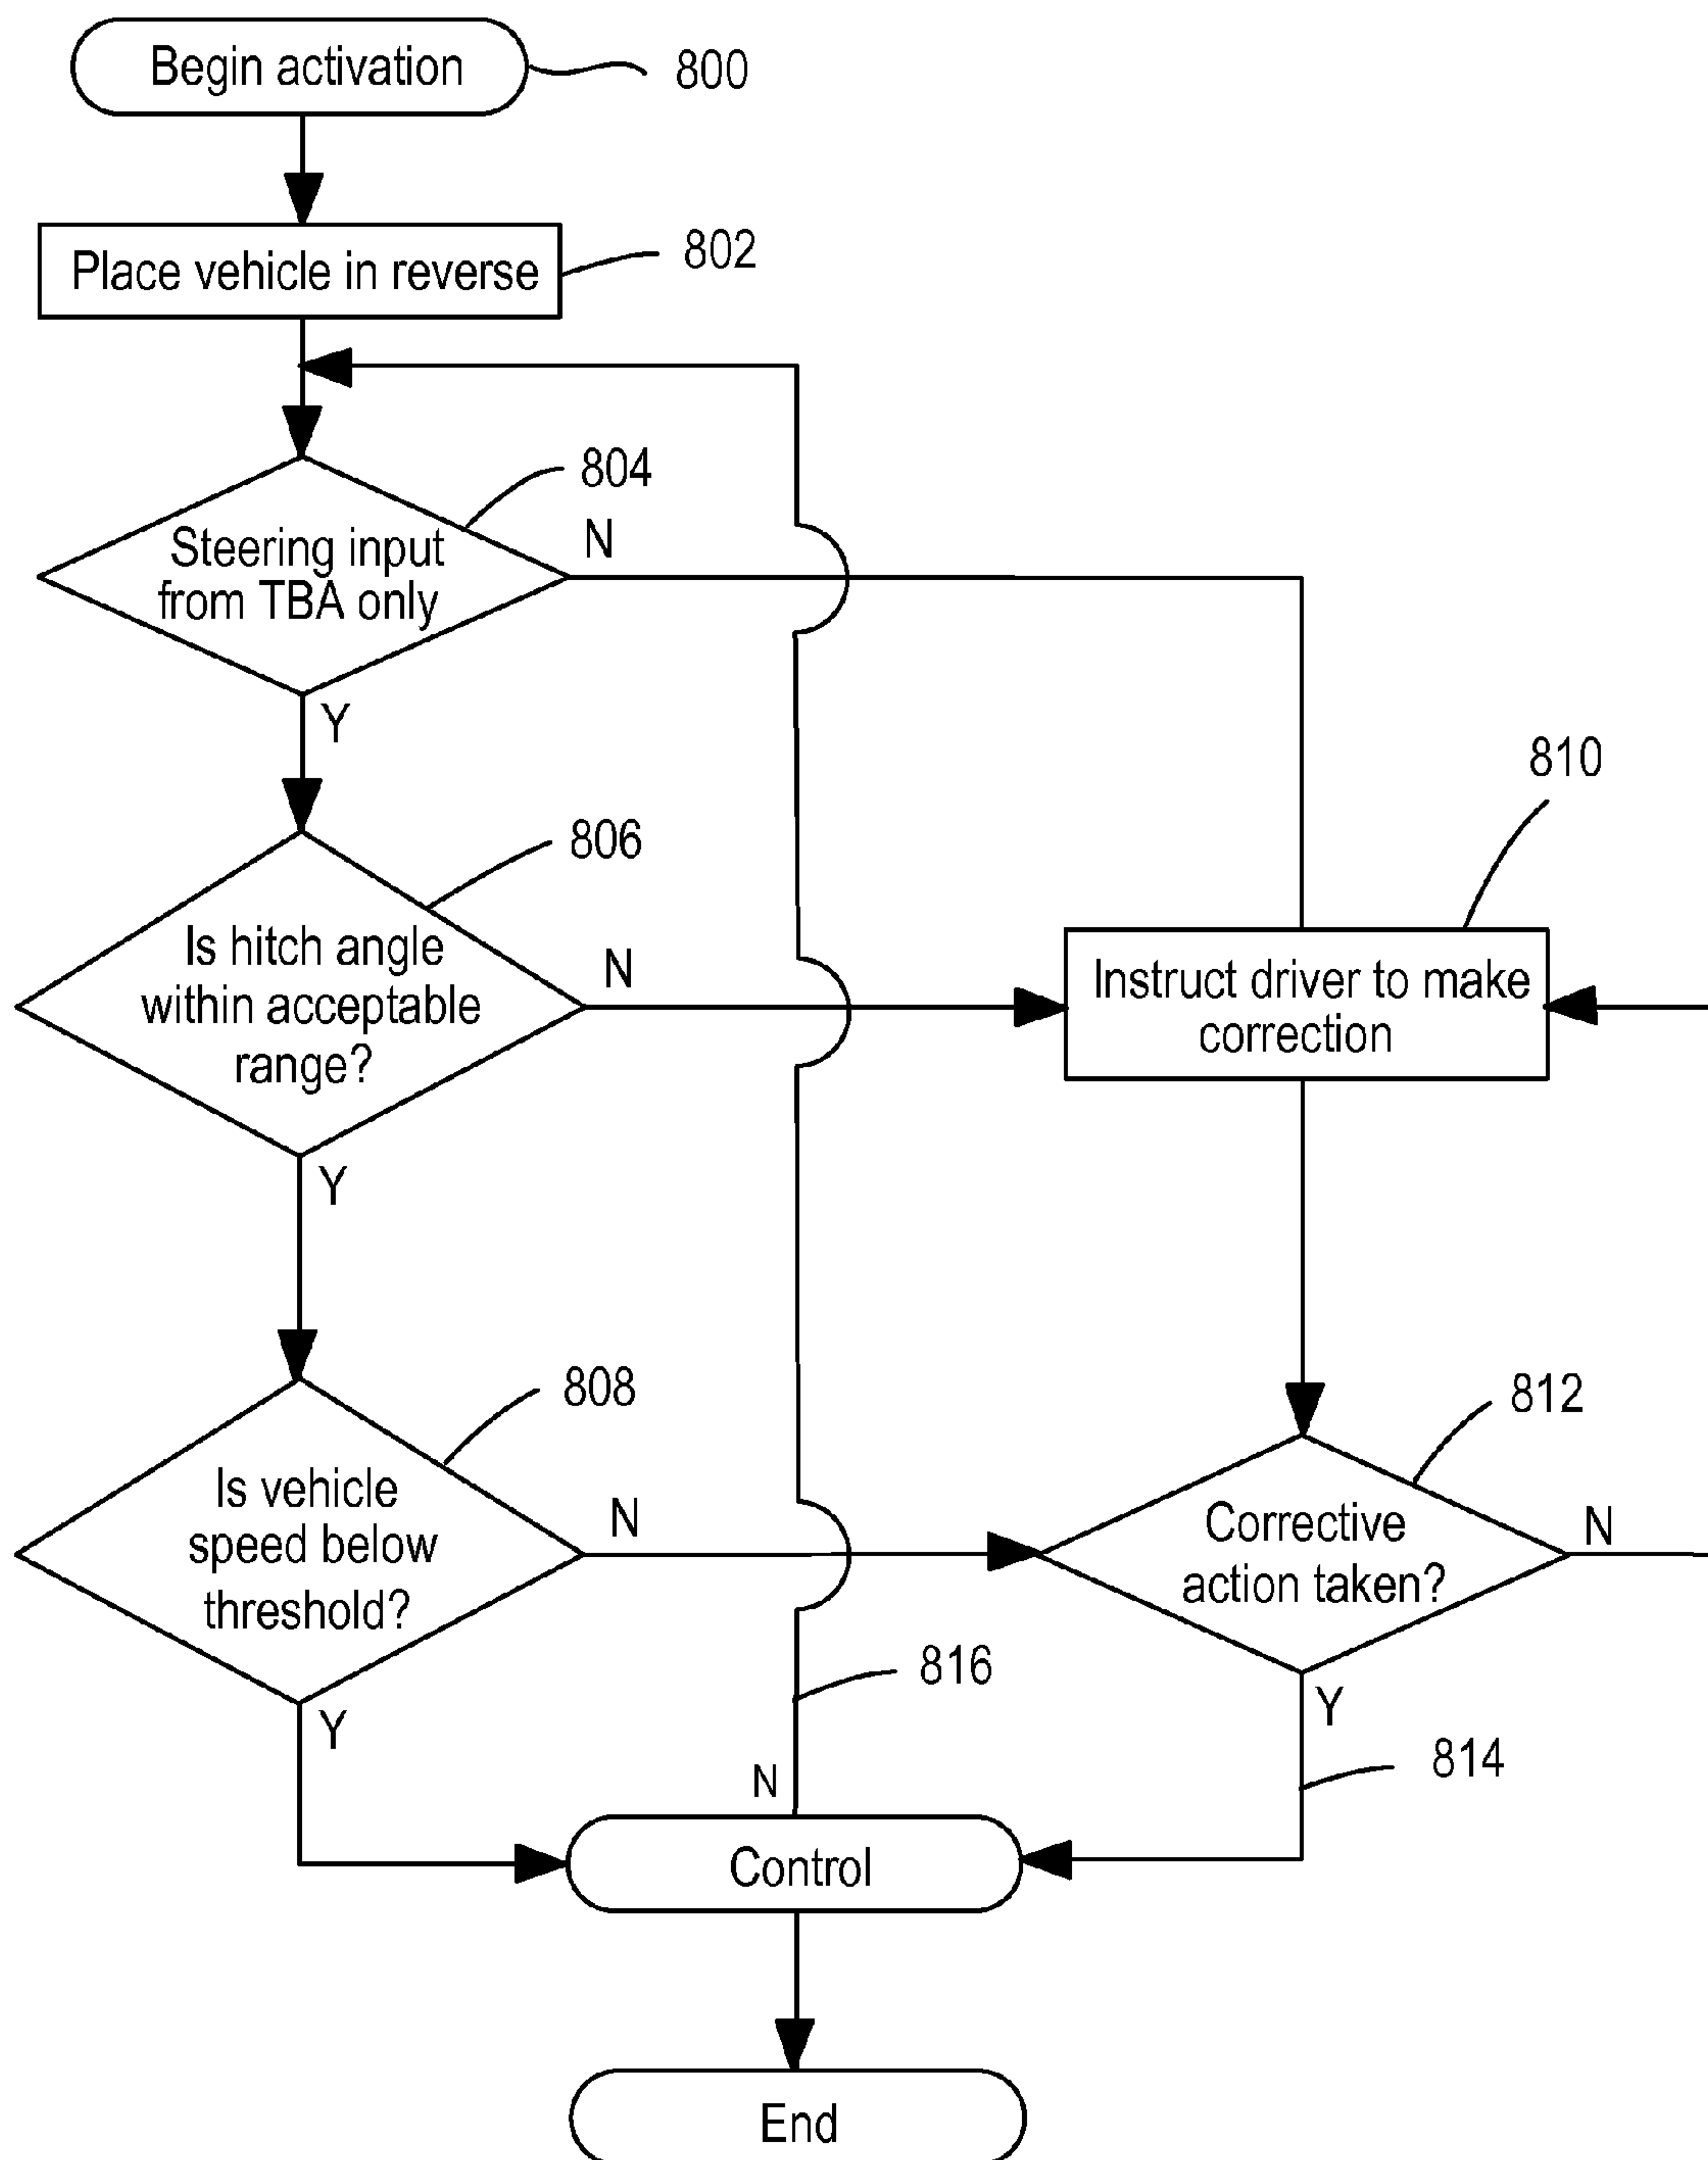 Begin activation
800
Place vehicle in reverse
802
804
Steering input
from TBA only
N
Y
810
806
Is hitch angle
within acceptable
range?
N
Instruct driver to make
correction
Y
808
812
Is vehicle
speed below
threshold?
N
Corrective
action taken?
N
816
Y
Y
814
N
Control
End